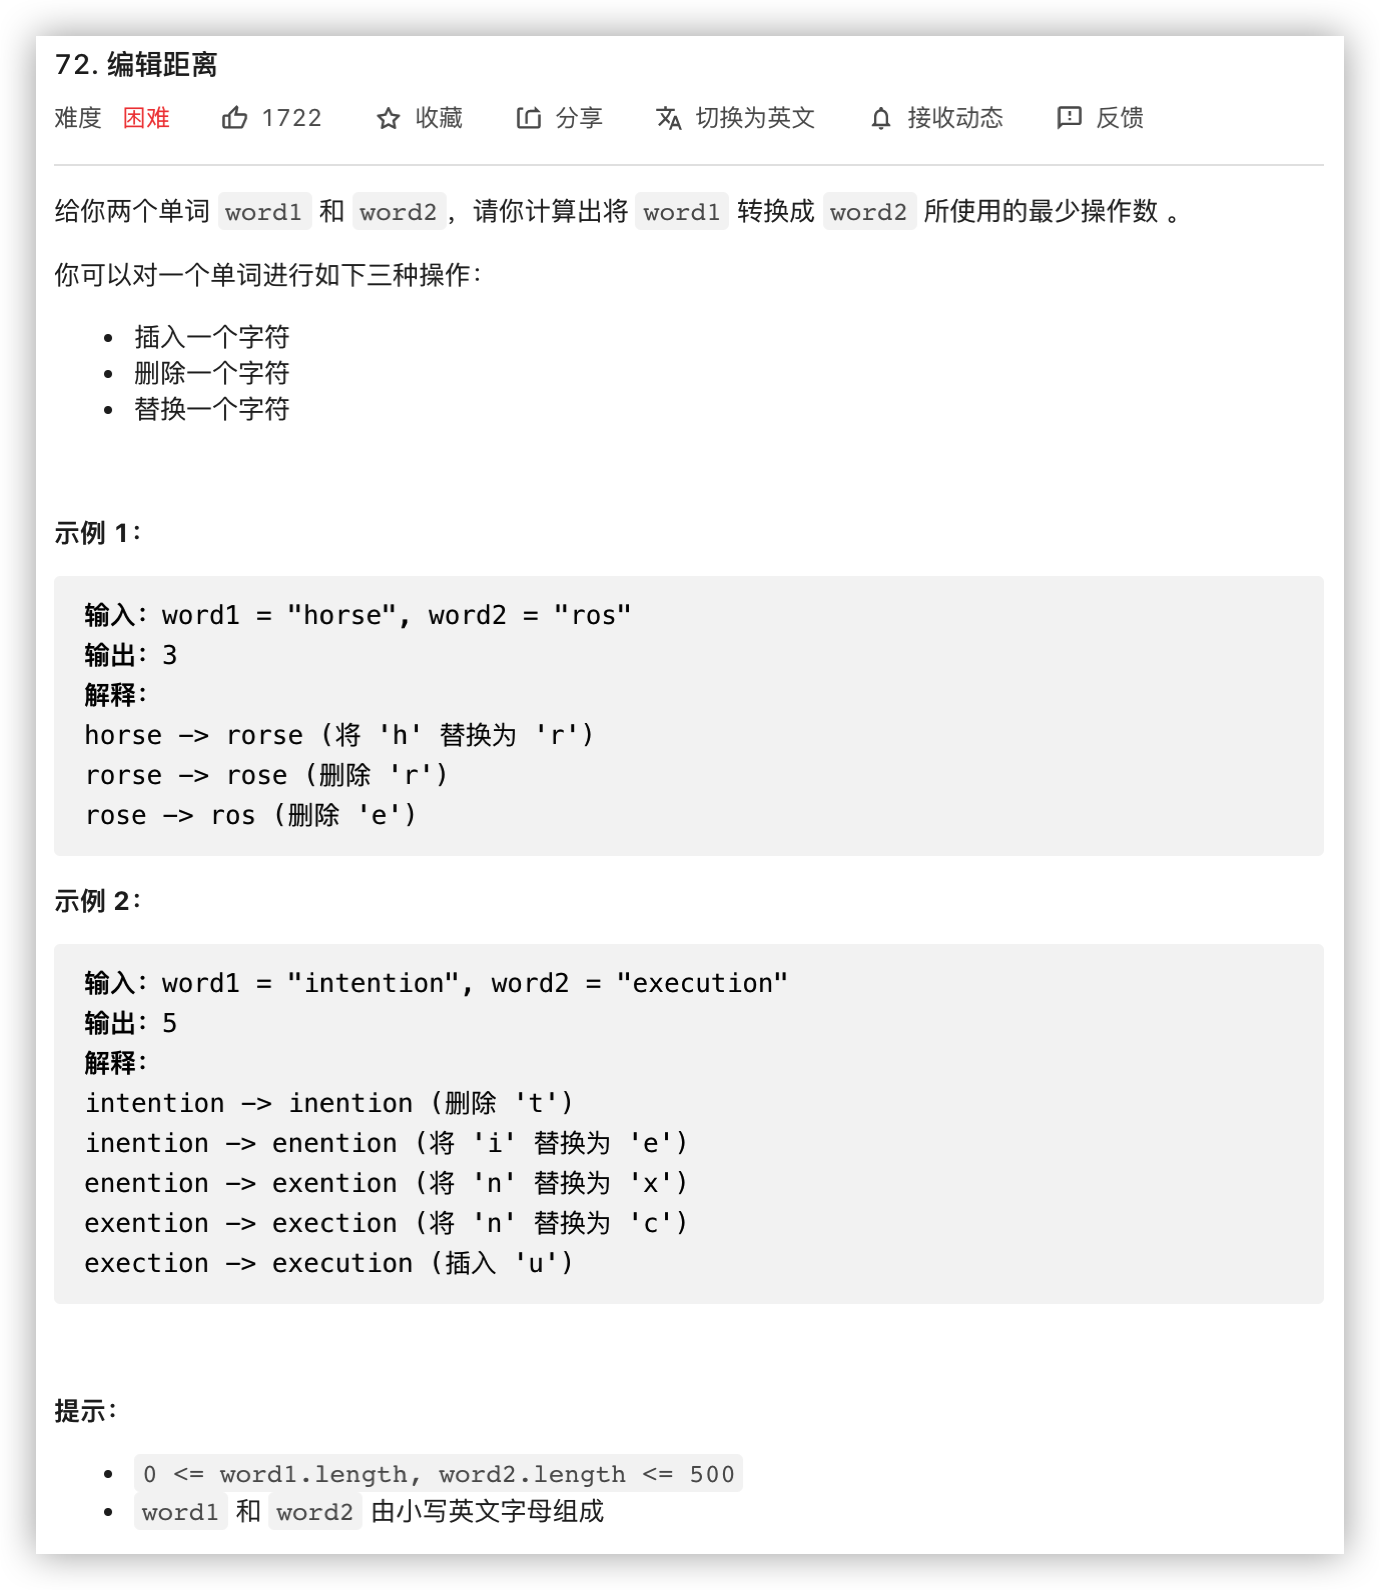 72. 编辑距离
难度 困难 1722 收藏 分享 切换为英文 接收动态 反馈
给你两个单词 word1 和 word2，请你计算出将 word1 转换成 word2 所使用的最少操作数 。
你可以对一个单词进行如下三种操作：
• 插入一个字符
• 删除一个字符
• 替换一个字符
示例 1：
输入：word1 = "horse", word2 = "ros"
输出：3
解释：
horse -> rorse (将 'h' 替换为 'r')
rorse -> rose (删除 'r')
rose -> ros (删除 'e')
示例 2：
输入：word1 = "intention", word2 = "execution"
输出：5
解释：
intention -> inention (删除 't')
inention -> enention (将 'i' 替换为 'e')
enention -> exention (将 'n' 替换为 'x')
exention -> exection (将 'n' 替换为 'c')
exection -> execution (插入 'u')
提示：
• 0 <= word1.length, word2.length <= 500
• word1 和 word2 由小写英文字母组成